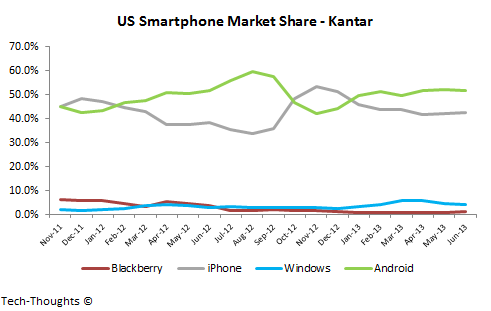 US Smartphone Market Share - Kantar
70.0%
60.0%
50.0%
40.0%
30.0%
20.0%
10.0%
0.0%
Nov-11 Dec-11 Jan-12 Feb-12 Mar-12 Apr-12 May-12 Jun-12 Jul-12 Aug-12 Sep-12 Oct-12 Nov-12 Dec-12 Jan-13 Feb-13 Mar-13 Apr-13 May-13 Jun-13
Blackberry iPhone Windows Android
Tech-Thoughts ©